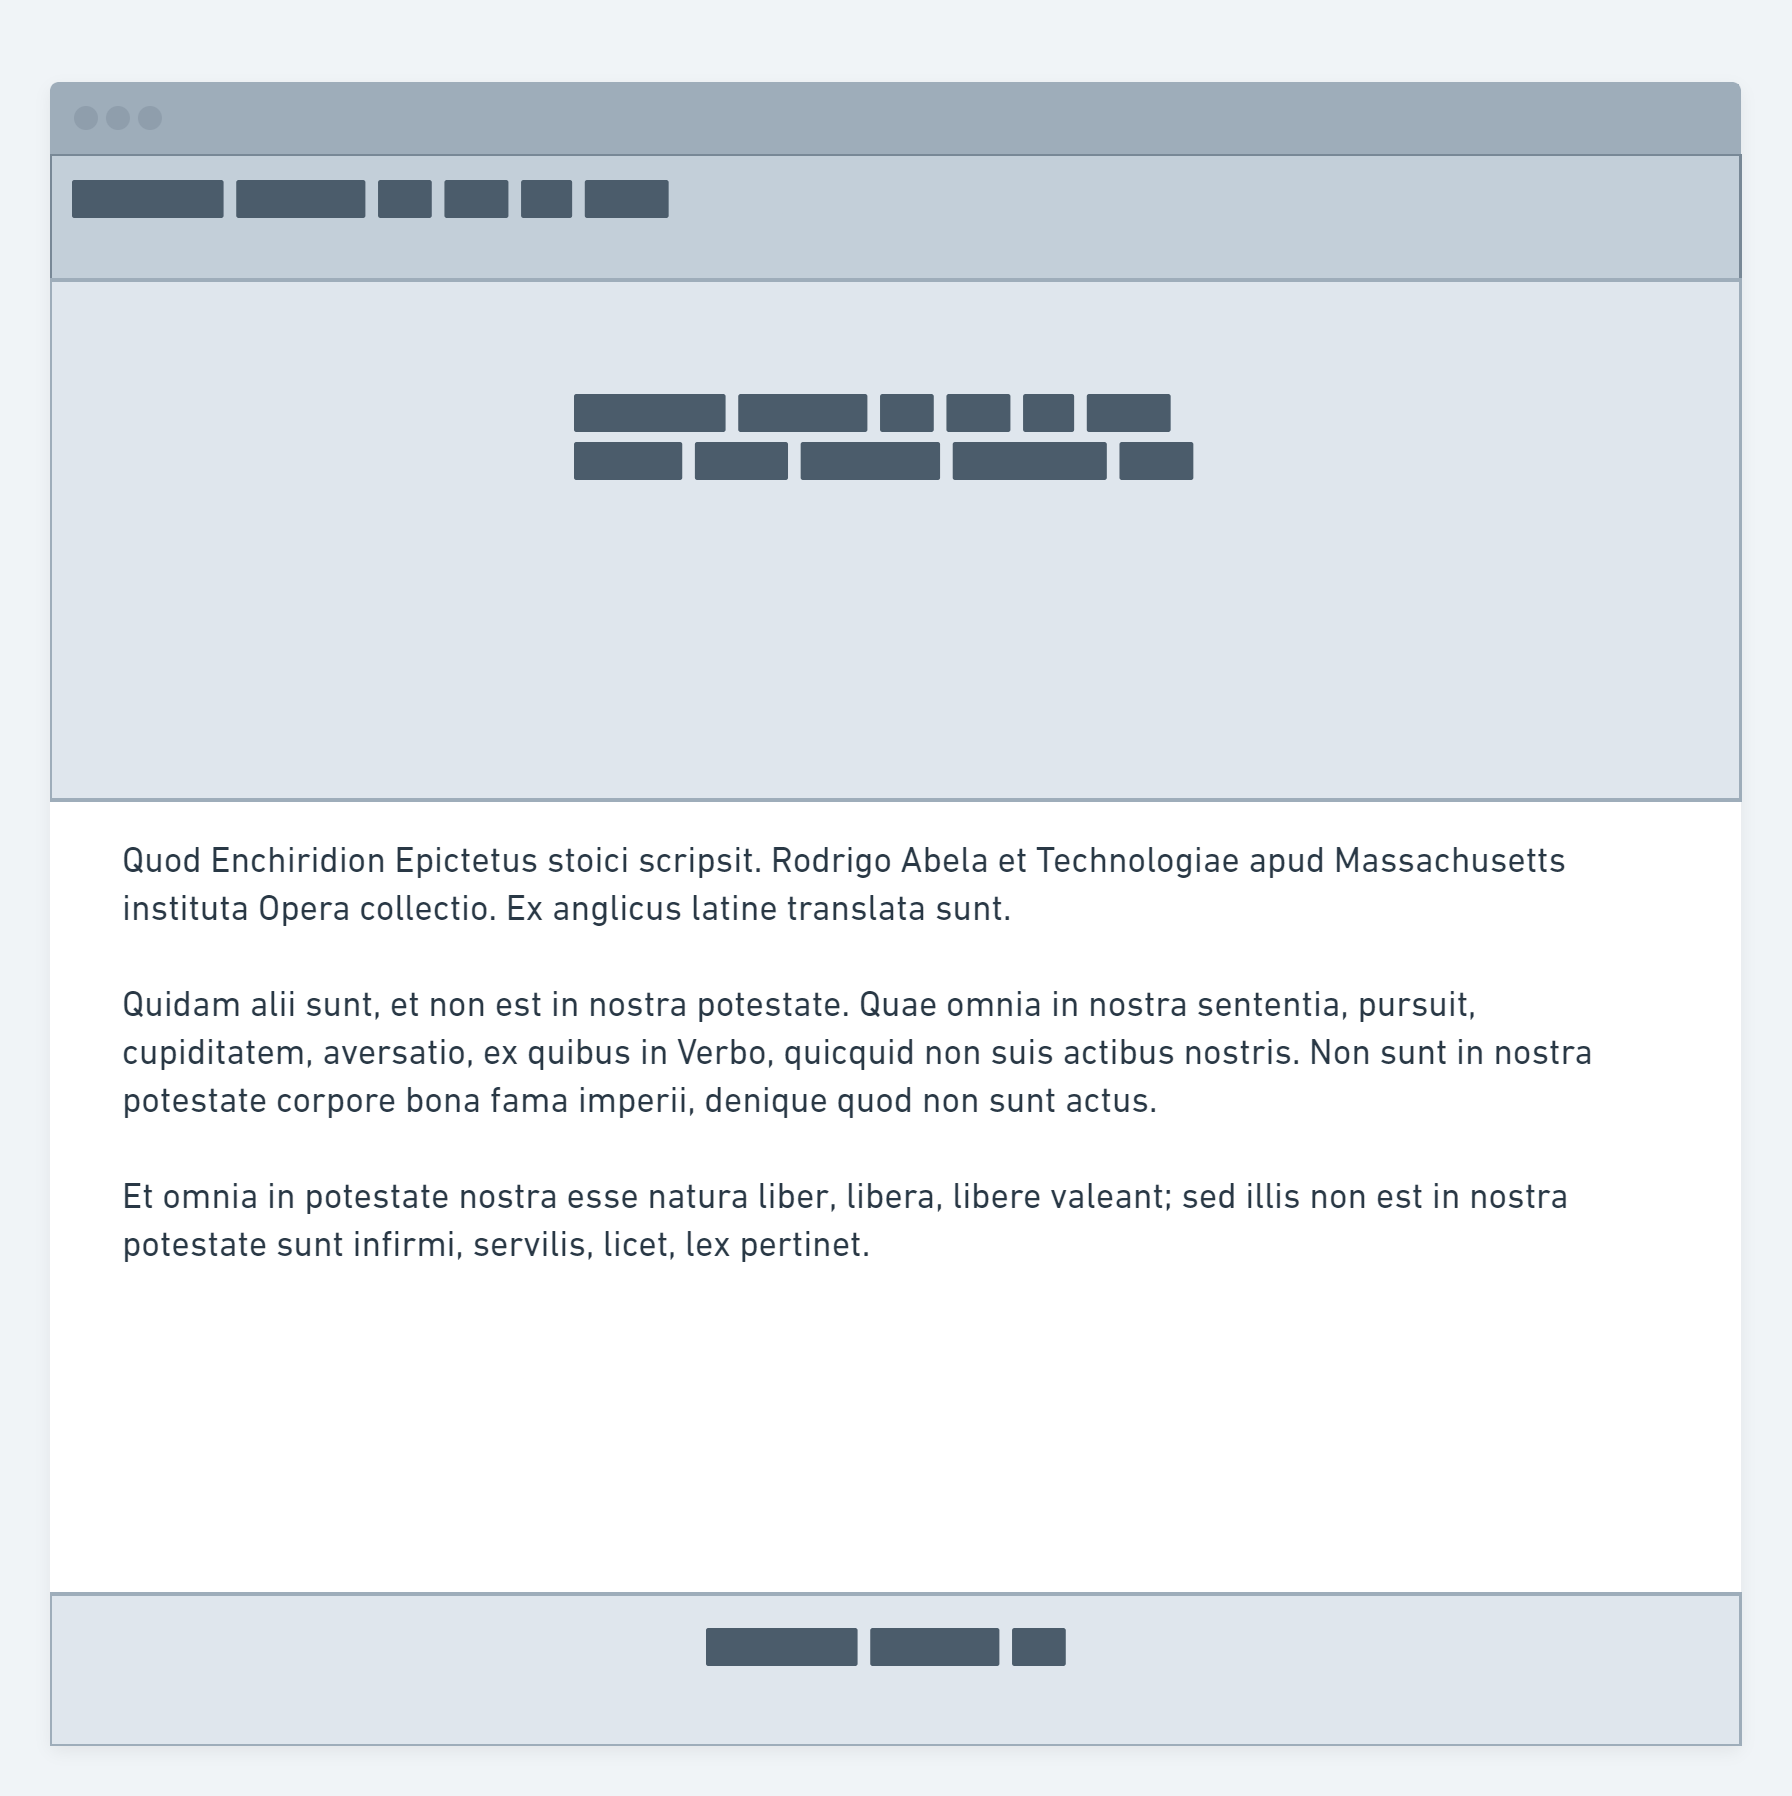 Quod Enchiridion Epictetus stoici scripsit. Rodrigo Abela et Technologiae apud Massachusetts
instituta Opera collectio. Ex anglicus latine translata sunt.
Quidam alii sunt, et non est in nostra potestate. Quae omnia in nostra sententia, pursuit,
cupiditatem, aversatio, ex quibus in Verbo, quicquid non suis actibus nostris. Non sunt in nostra
potestate corpore bona fama imperii, denique quod non sunt actus.
Et omnia in potestate nostra esse natura liber, libera, libere valeant; sed illis non est in nostra
potestate sunt infirmi, servilis, licet, lex pertinet.